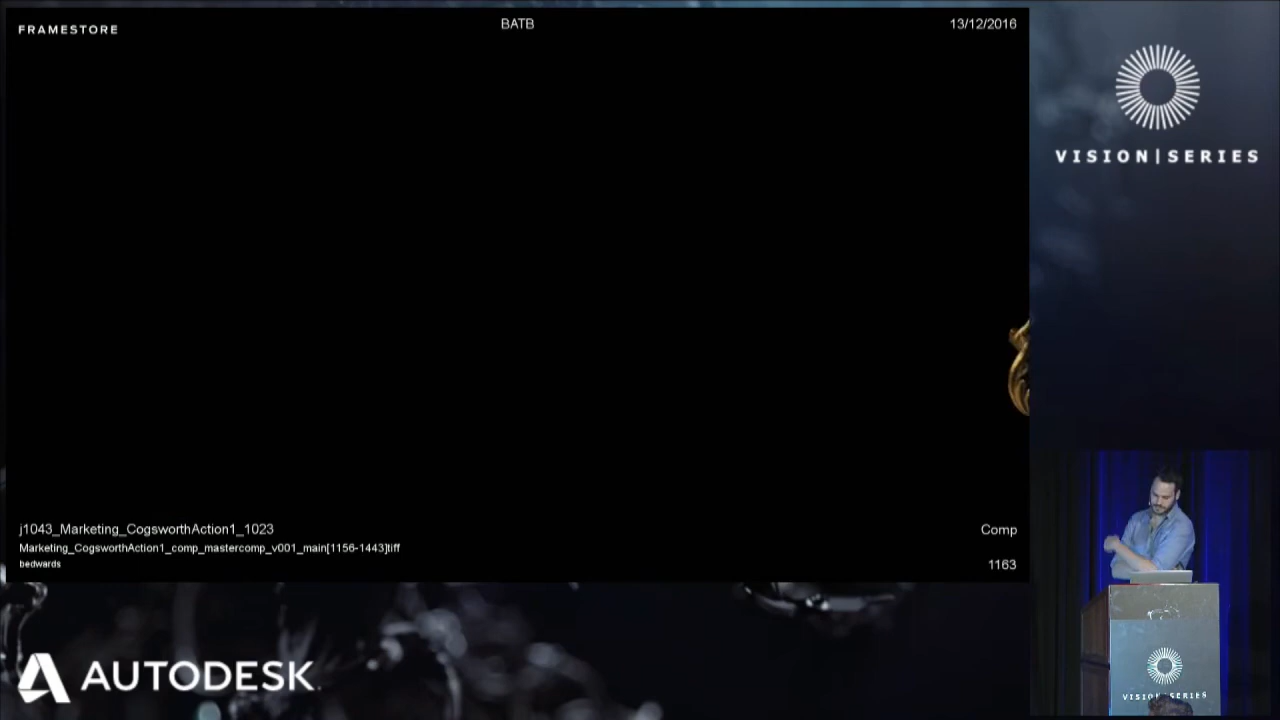 FRAMESTORE
BATB
13/12/2016
VISION|SERIES
j1043_Marketing_CogsworthAction1_1023
Comp
Marketing_CogsworthAction1_comp_mastercomp_v001_main[1156-1443]tiff
bedwards
1163
AUTODESK.
VISION|SERIES